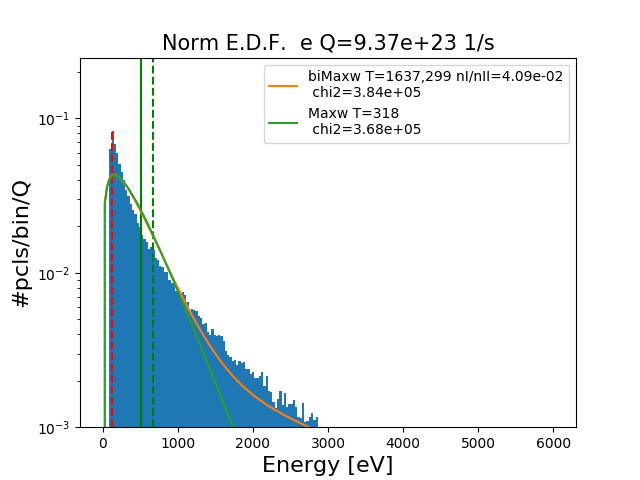 Norm E.D.F.  e Q=9.37e+23 1/s
biMaxw T=1637,299 nI/nII=4.09e-02
chi2=3.84e+05
Maxw T=318
chi2=3.68e+05
#pcls/bin/Q
10⁻¹
10⁻²
10⁻³
0 1000 2000 3000 4000 5000 6000
Energy [eV]